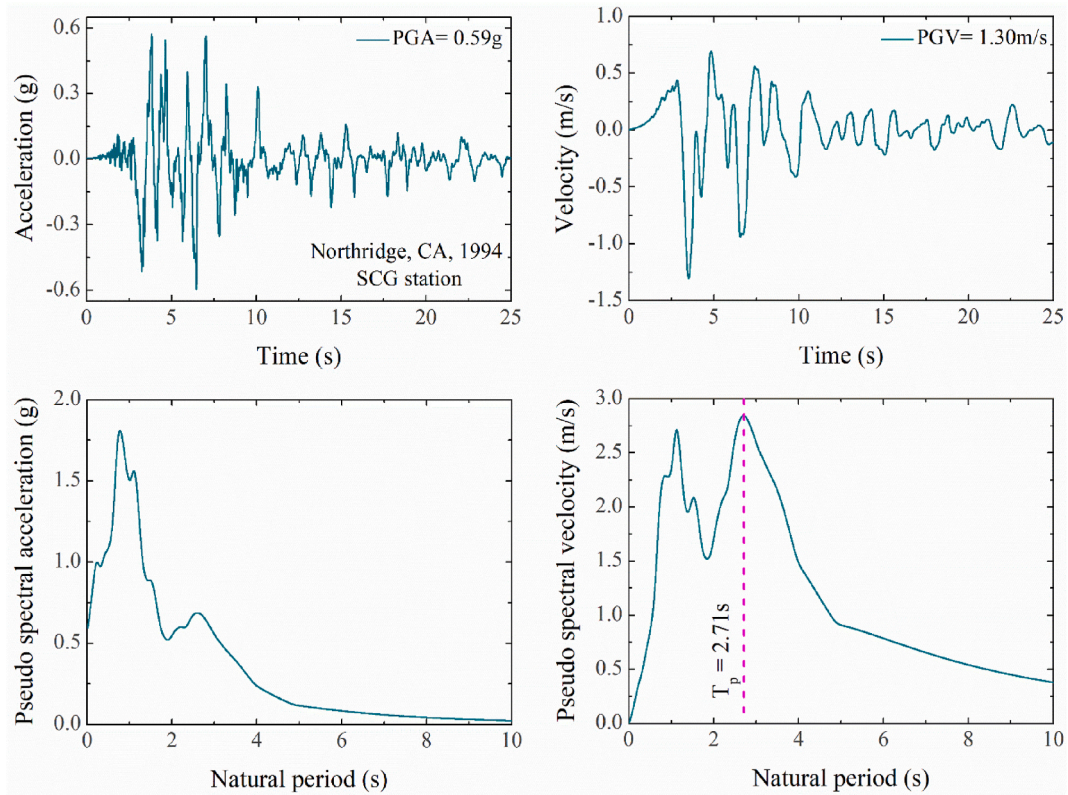 PGA= 0.59g
0.6
0.3
0.0
-0.3
-0.6
Acceleration (g)
Northridge, CA, 1994
SCG station
0 5 10 15 20 25
Time (s)
PGV= 1.30m/s
1.0
0.5
0.0
-0.5
-1.0
-1.5
Velocity (m/s)
0 5 10 15 20 25
Time (s)
2.0
1.5
1.0
0.5
0.0
Pseudo spectral acceleration (g)
0 2 4 6 8 10
Natural period (s)
3.0
2.5
2.0
1.5
1.0
0.5
0.0
Pseudo spectral veclocity (m/s)
T_p = 2.71s
0 2 4 6 8 10
Natural period (s)